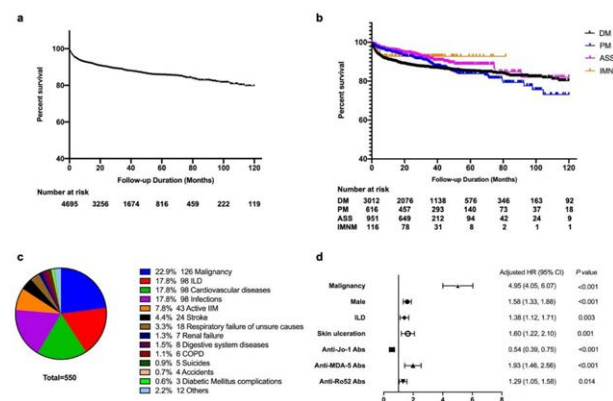 a
Percent survival
100
80
60
40
0 20 40 60 80 100 120
Follow-up Duration (Months)
Number at risk
4695 3256 1674 816 459 222 119
b
Percent survival
100
80
60
40
0 20 40 60 80 100 120
Follow-up Duration (Months)
DM
PM
ASS
IMNM
Number at risk
DM 3012 2076 1138 576 346 163 92
PM 616 457 293 140 73 37 18
ASS 951 649 212 94 42 24 9
IMNM 116 78 31 8 2 1 1
c
22.9% 126 Malignancy
17.8% 98 ILD
17.8% 98 Cardiovascular diseases
17.8% 98 Infections
7.8% 43 Active IIM
4.4% 24 Stroke
3.3% 18 Respiratory failure of unsure causes
1.3% 7 Renal failure
1.5% 8 Digestive system diseases
1.1% 6 COPD
0.9% 5 Suicides
0.7% 4 Accidents
0.6% 3 Diabetic Mellitus complications
2.2% 12 Others
Total=550
d
Adjusted HR (95% CI) P value
Malignancy 4.95 (4.05, 6.07) <0.001
Male 1.58 (1.33, 1.88) <0.001
ILD 1.38 (1.12, 1.71) 0.003
Skin ulceration 1.60 (1.22, 2.10) 0.001
Anti-Jo-1 Abs 0.54 (0.39, 0.75) <0.001
Anti-MDA-5 Abs 1.93 (1.46, 2.56) <0.001
Anti-Ro52 Abs 1.29 (1.05, 1.58) 0.014
0 2 4 6 8